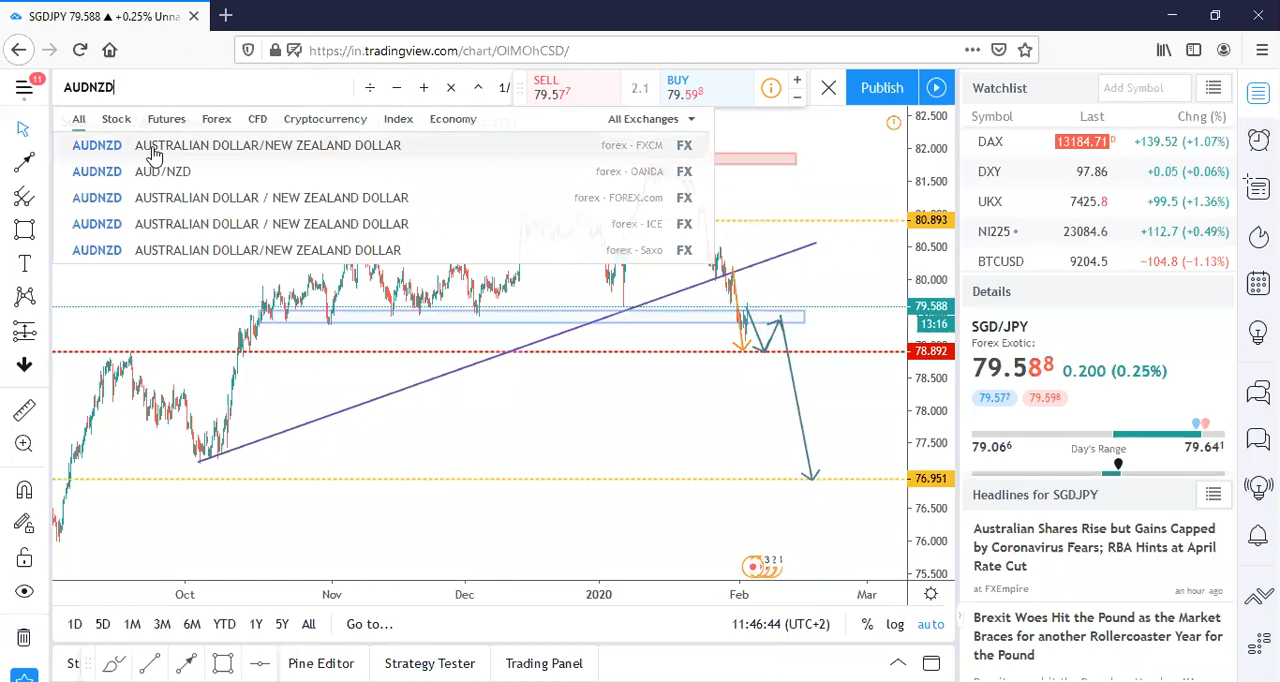 SGDJPY 79.588 ▲ +0.25% Unna
https://in.tradingview.com/chart/OIMOhCSD/
11
AUDNZD
÷ − + × ^ 1/
SELL
79.57⁷
2.1
BUY
79.59⁸
Publish
All Stock Futures Forex CFD Cryptocurrency Index Economy All Exchanges
AUDNZD AUSTRALIAN DOLLAR/NEW ZEALAND DOLLAR forex - FXCM FX
AUDNZD AUD/NZD forex - OANDA FX
AUDNZD AUSTRALIAN DOLLAR / NEW ZEALAND DOLLAR forex - FOREX.com FX
AUDNZD AUSTRALIAN DOLLAR / NEW ZEALAND DOLLAR forex - ICE FX
AUDNZD AUSTRALIAN DOLLAR/NEW ZEALAND DOLLAR forex - Saxo FX
82.500
82.000
81.500
80.893
80.500
80.000
79.588
13:16
78.892
78.500
78.000
77.500
76.951
76.500
76.000
75.500
Oct Nov Dec 2020 Feb Mar
1D 5D 1M 3M 6M YTD 1Y 5Y All Go to...
11:46:44 (UTC+2) % log auto
St
Pine Editor Strategy Tester Trading Panel
Watchlist
Add Symbol
Symbol Last Chng (%)
DAX 13184.71 D +139.52 (+1.07%)
DXY 97.86 +0.05 (+0.06%)
UKX 7425.8 +99.5 (+1.36%)
NI225 23084.6 +112.7 (+0.49%)
BTCUSD 9204.5 −104.8 (−1.13%)
Details
SGD/JPY
Forex Exotic:
79.58⁸ 0.200 (0.25%)
79.57⁷ 79.59⁸
79.06⁶ Day's Range 79.64¹
Headlines for SGDJPY
Australian Shares Rise but Gains Capped
by Coronavirus Fears; RBA Hints at April
Rate Cut
at FXEmpire an hour ago
Brexit Woes Hit the Pound as the Market
Braces for another Rollercoaster Year for
the Pound